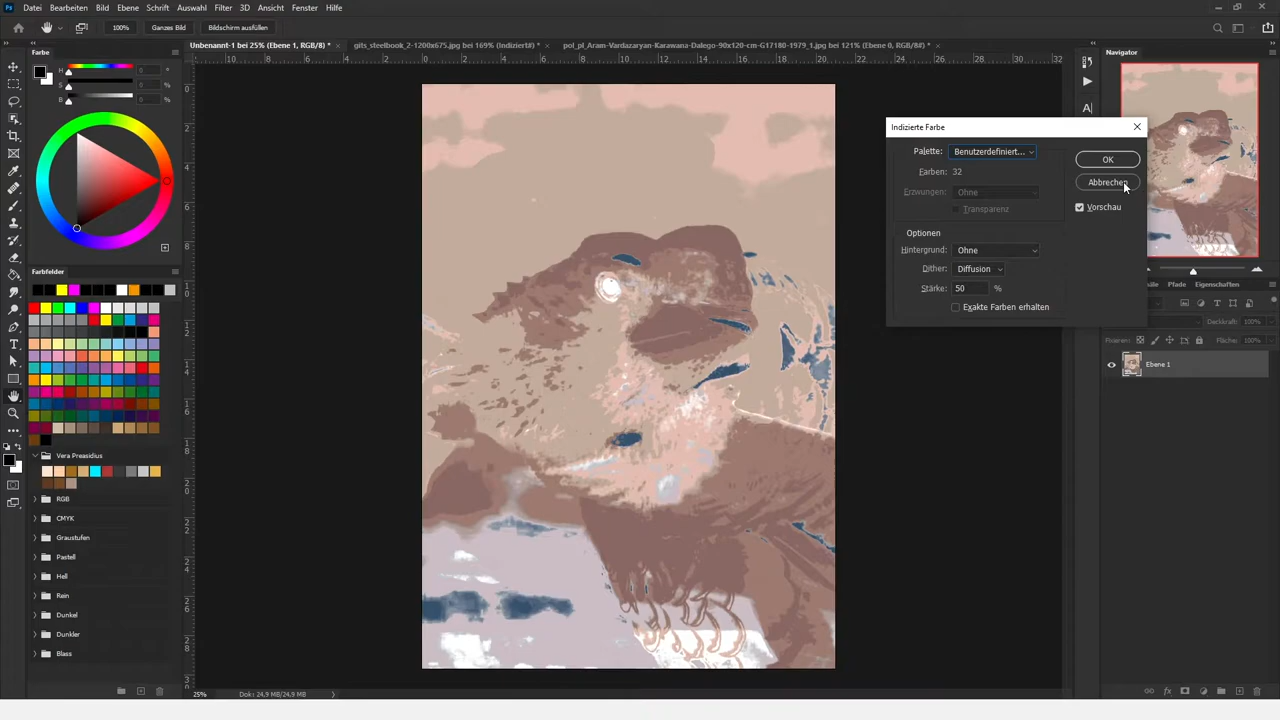 Ps Datei Bearbeiten Bild Ebene Schrift Auswahl Filter 3D Ansicht Fenster Hilfe
100% Ganzes Bild Bildschirm ausfüllen
Farbe
Unbenannt-1 bei 25% (Ebene 1, RGB/8) * ×
gits_steelbook_2-1200x675.jpg bei 169% (Indiziert#) * ×
pol_pl_Aram-Vardazaryan-Karawana-Dalego-90x120-cm-G17180-1979_1.jpg bei 121% (Ebene 0, RGB/8#) * ×
Navigator
H °
S %
B %
Indizierte Farbe
Palette: Benutzerdefiniert...
OK
Farben: 32
Abbrechen
Erzwungen: Ohne
Transparenz
Vorschau
Optionen
Hintergrund: Ohne
Dither: Diffusion
Stärke: 50 %
Exakte Farben erhalten
Farbfelder
Vera Preasidius
RGB
CMYK
Graustufen
Pastell
Hell
Rein
Dunkel
Dunkler
Blass
Pfade Eigenschaften
Deckkraft: 100%
Fixieren: Fläche: 100%
Ebene 1
25% Dok: 24,9 MB/24,9 MB